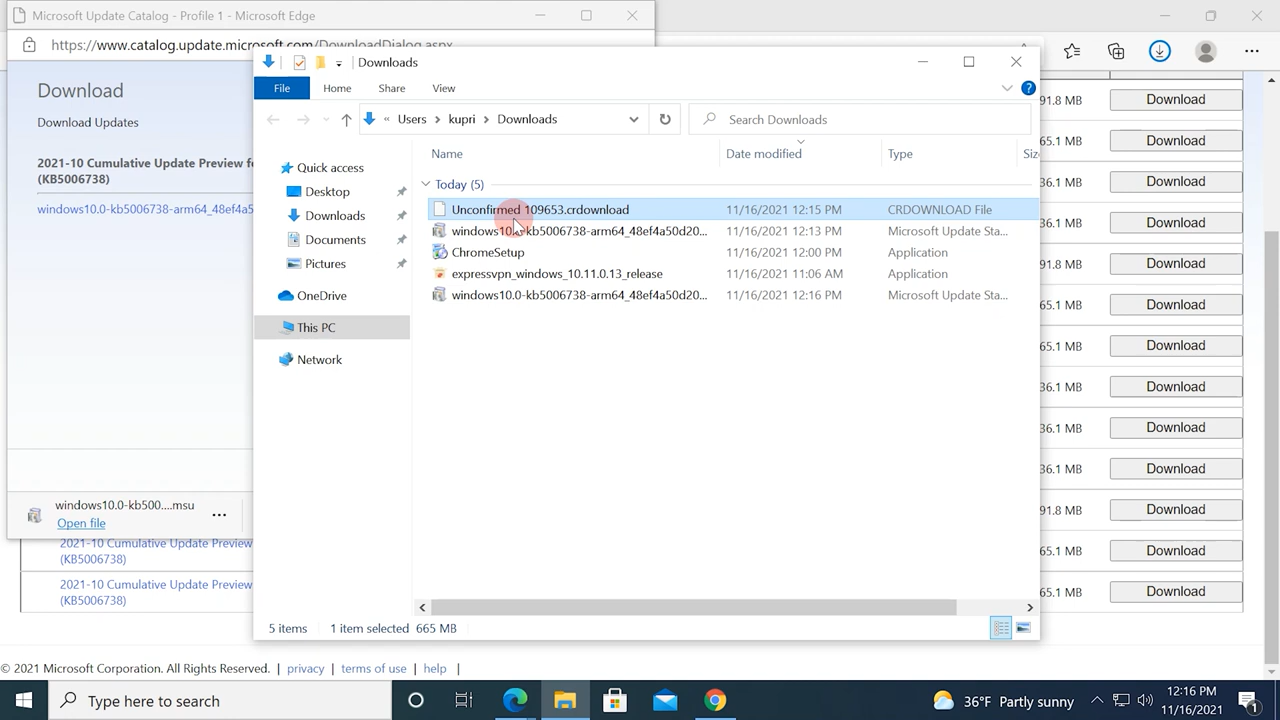 Microsoft Update Catalog - Profile 1 - Microsoft Edge
https://www.catalog.update.microsoft.com/DownloadDialog.aspx
Download
Download Updates
2021-10 Cumulative Update Preview fo
(KB5006738)
windows10.0-kb5006738-arm64_48ef4a5
windows10.0-kb500....msu
Open file
2021-10 Cumulative Update Preview
(KB5006738)
2021-10 Cumulative Update Preview
(KB5006738)
Downloads
File Home Share View
« Users > kupri > Downloads
Search Downloads
Quick access
Desktop
Downloads
Documents
Pictures
OneDrive
This PC
Network
Name Date modified Type Siz
Today (5)
Unconfirmed 109653.crdownload 11/16/2021 12:15 PM CRDOWNLOAD File
windows10.0-kb5006738-arm64_48ef4a50d20... 11/16/2021 12:13 PM Microsoft Update Sta...
ChromeSetup 11/16/2021 12:00 PM Application
expressvpn_windows_10.11.0.13_release 11/16/2021 11:06 AM Application
windows10.0-kb5006738-arm64_48ef4a50d20... 11/16/2021 12:16 PM Microsoft Update Sta...
5 items 1 item selected 665 MB
91.8 MB Download
Download
Download
Download
63.1 MB Download
65.1 MB Download
65.1 MB Download
36.1 MB Download
36.1 MB Download
36.1 MB Download
91.8 MB Download
65.1 MB Download
65.1 MB Download
© 2021 Microsoft Corporation. All Rights Reserved. | privacy | terms of use | help |
Type here to search
36°F Partly sunny
12:16 PM
11/16/2021
1